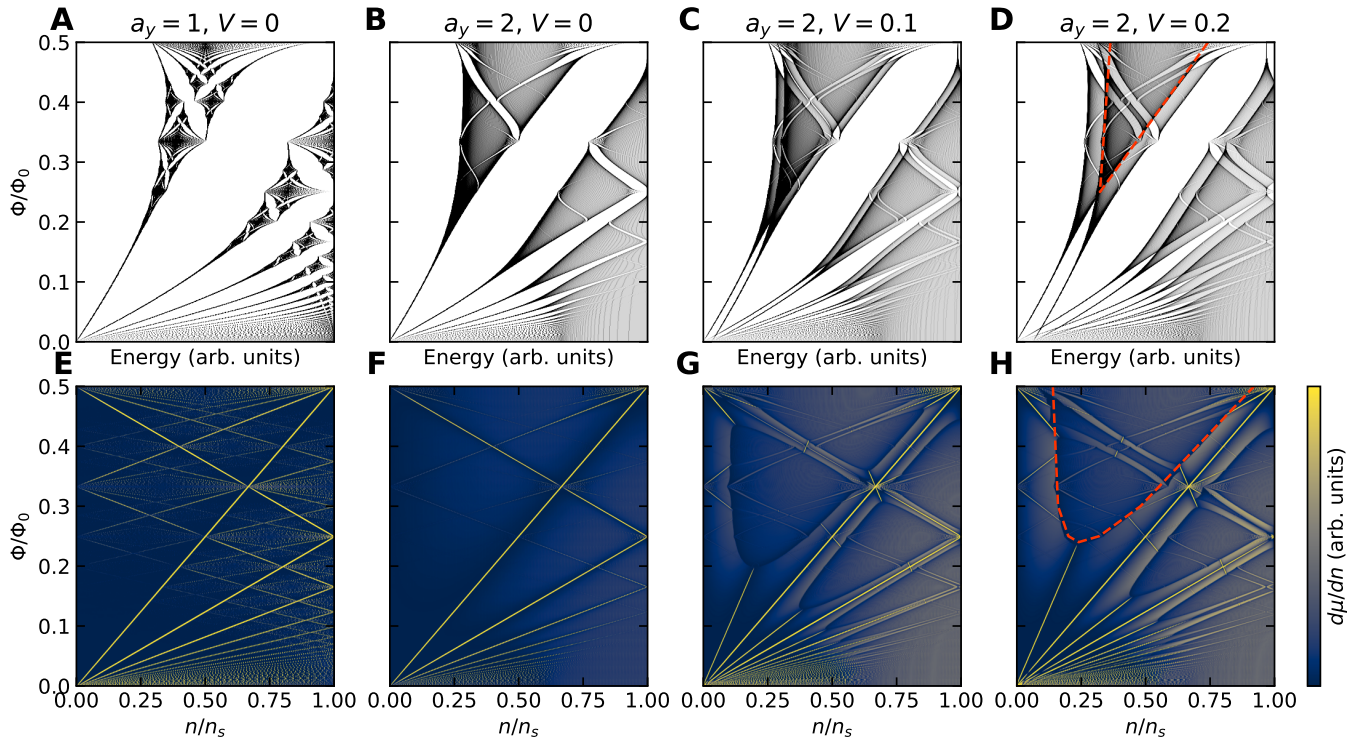 A B C D
a_y = 1, V = 0 a_y = 2, V = 0 a_y = 2, V = 0.1 a_y = 2, V = 0.2
0.5
0.4
0.3
0.2
0.1
0.0
Φ/Φ₀
Energy (arb. units) Energy (arb. units) Energy (arb. units) Energy (arb. units)
E F G H
0.5
0.4
0.3
0.2
0.1
0.0
Φ/Φ₀
0.00 0.25 0.50 0.75 1.00 0.00 0.25 0.50 0.75 1.00 0.00 0.25 0.50 0.75 1.00 0.00 0.25 0.50 0.75 1.00
n/n_s n/n_s n/n_s n/n_s
dμ/dn (arb. units)